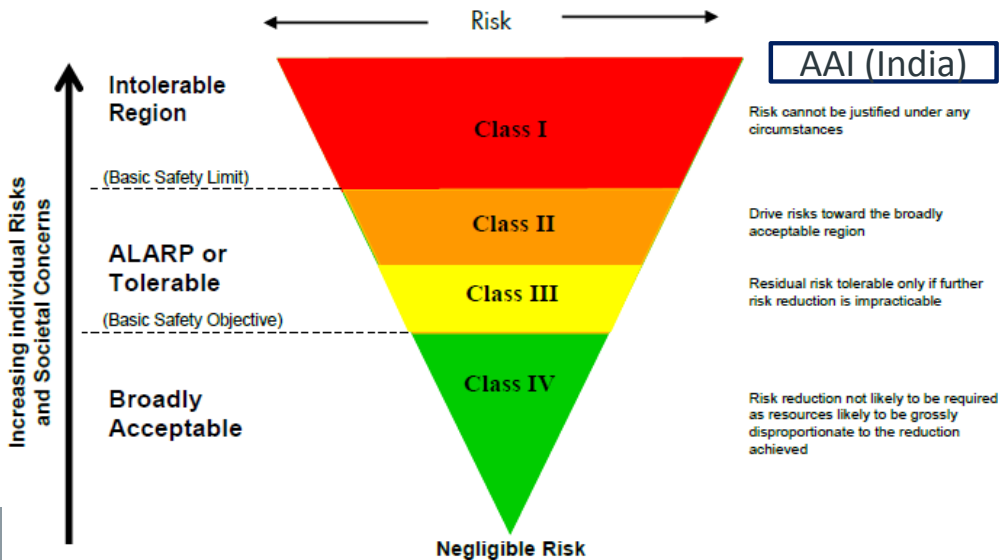 Risk
AAI (India)
Intolerable
Region
Class I
Risk cannot be justified under any
circumstances
(Basic Safety Limit)
Class II
Drive risks toward the broadly
acceptable region
ALARP or
Tolerable
Class III
Residual risk tolerable only if further
risk reduction is impracticable
(Basic Safety Objective)
Class IV
Broadly
Acceptable
Risk reduction not likely to be required
as resources likely to be grossly
disproportionate to the reduction
achieved
Negligible Risk
Increasing individual Risks
and Societal Concerns